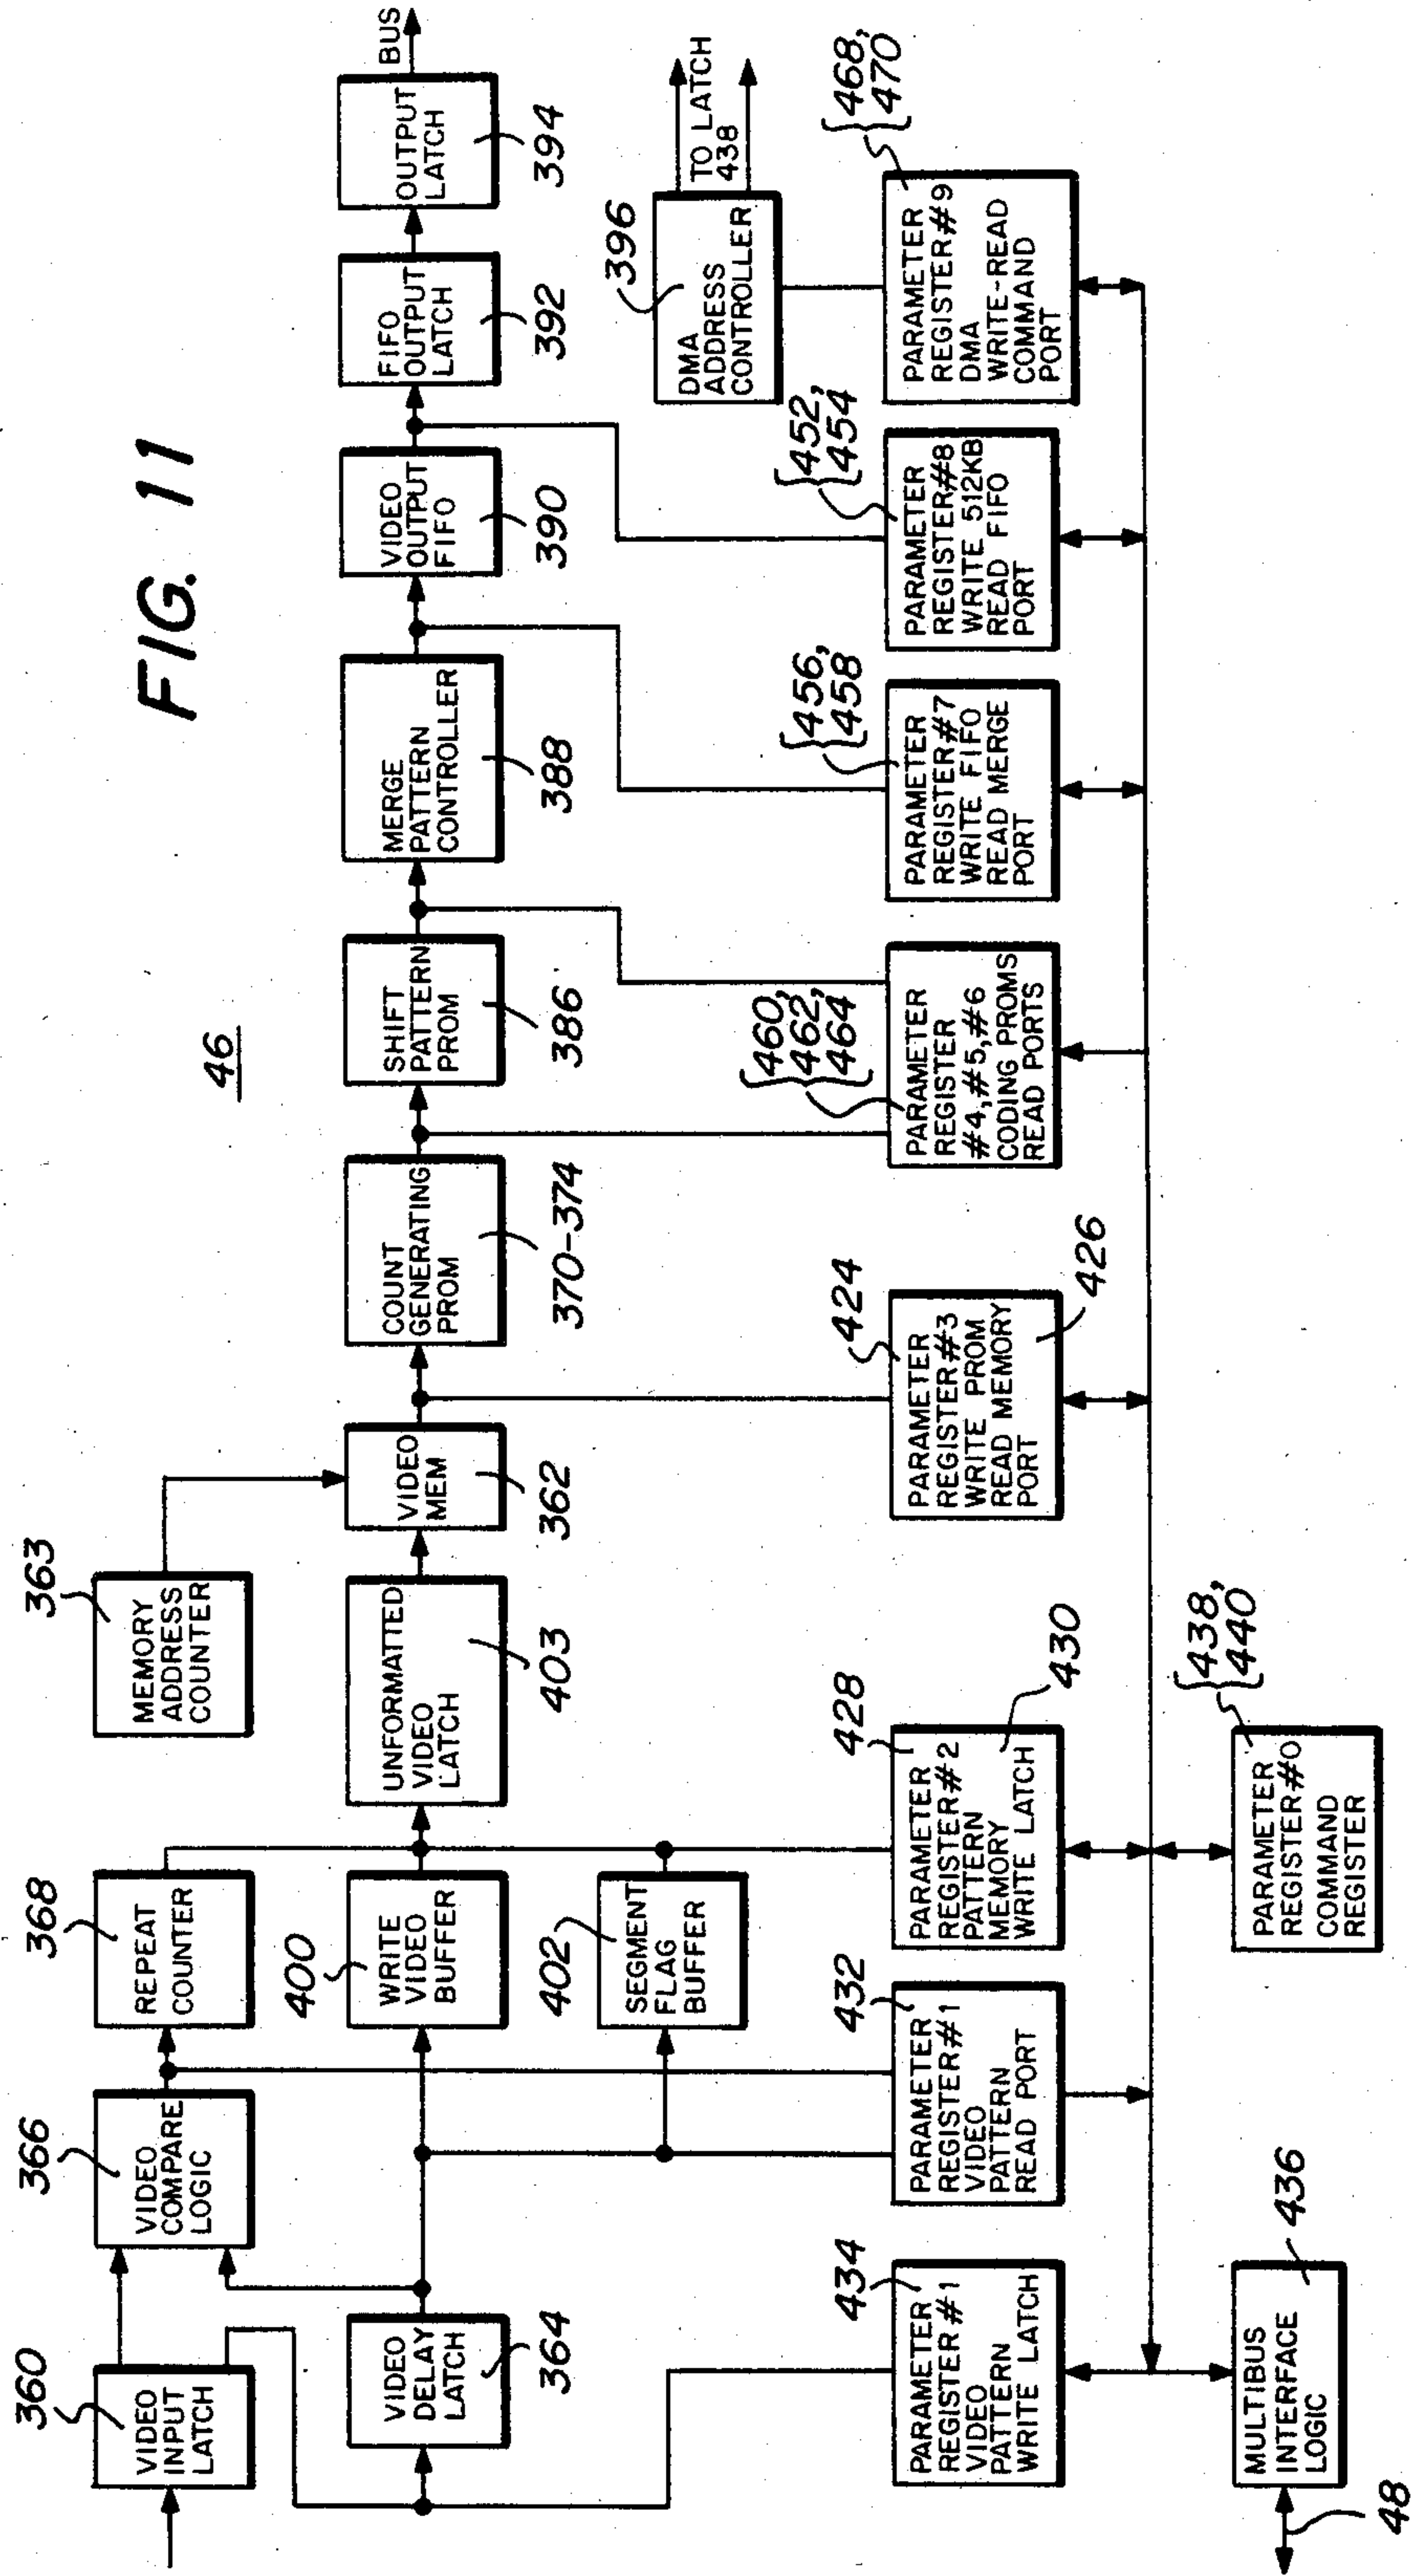 FIG. 11
46
360
VIDEO
INPUT
LATCH
366
VIDEO
COMPARE
LOGIC
368
REPEAT
COUNTER
363
MEMORY
ADDRESS
COUNTER
VIDEO
DELAY
LATCH
364
400
WRITE
VIDEO
BUFFER
402
SEGMENT
FLAG
BUFFER
UNFORMATTED
VIDEO
LATCH
403
VIDEO
MEM
362
COUNT
GENERATING
PROM
370-374
SHIFT
PATTERN
PROM
386
MERGE
PATTERN
CONTROLLER
388
VIDEO
OUTPUT
FIFO
390
FIFO
OUTPUT
LATCH
392
OUTPUT
LATCH
394
BUS
396
DMA
ADDRESS
CONTROLLER
TO LATCH
438
434
PARAMETER
REGISTER #1
VIDEO
PATTERN
WRITE LATCH
432
PARAMETER
REGISTER #1
VIDEO
PATTERN
READ PORT
428
PARAMETER
REGISTER #2
PATTERN
MEMORY
WRITE LATCH
430
424
PARAMETER
REGISTER #3
WRITE PROM
READ MEMORY
PORT
426
460,
462,
464
PARAMETER
REGISTER
#4, #5, #6
CODING PROMS
READ PORTS
456,
458
PARAMETER
REGISTER #7
WRITE FIFO
READ MERGE
PORT
452,
454
PARAMETER
REGISTER #8
WRITE 512KB
READ FIFO
PORT
468,
470
PARAMETER
REGISTER #9
DMA
WRITE-READ
COMMAND
PORT
MULTIBUS
INTERFACE
LOGIC
436
48
438,
440
PARAMETER
REGISTER #0
COMMAND
REGISTER